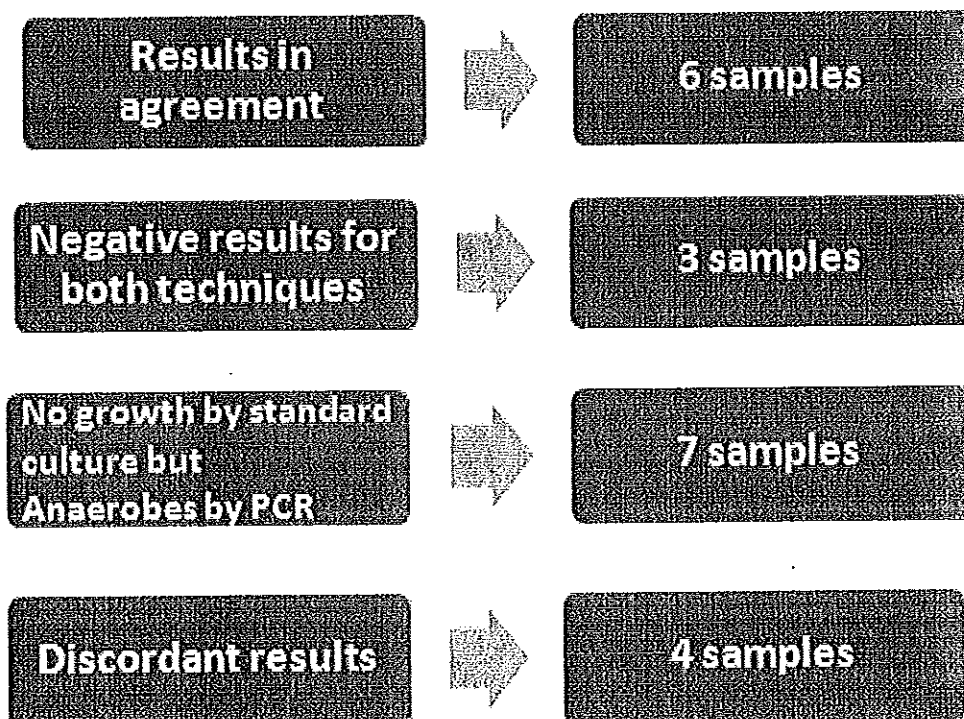 Results in
agreement
6 samples
Negative results for
both techniques
3 samples
No growth by standard
culture but
Anaerobes by PCR
7 samples
Discordant results
4 samples